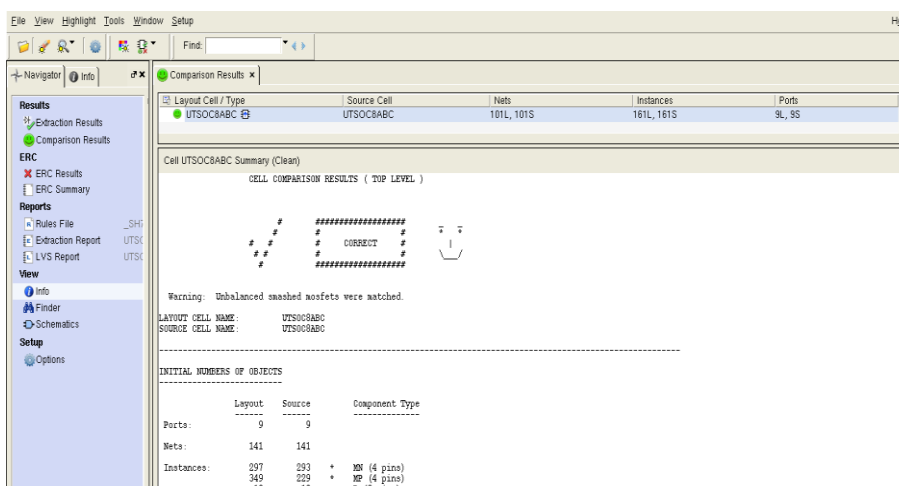 File View Highlight Tools Window Setup
Find:
Navigator Info
Comparison Results ×
Results
Extraction Results
Comparison Results
ERC
ERC Results
ERC Summary
Reports
Rules File
Extraction Report UTSO
LVS Report UTSO
View
Info
Finder
Schematics
Setup
Options
Layout Cell / Type Source Cell Nets Instances Ports
UTSOC8ABC UTSOC8ABC 101L, 101S 161L, 161S 9L, 9S
Cell UTSOC8ABC Summary (Clean)
CELL COMPARISON RESULTS ( TOP LEVEL )
# ###################
# # #
# # # CORRECT #
# # # #
# ###################
Warning: Unbalanced smashed mosfets were matched.
LAYOUT CELL NAME: UTSOC8ABC
SOURCE CELL NAME: UTSOC8ABC
INITIAL NUMBERS OF OBJECTS
Layout Source Component Type
Ports: 9 9
Nets: 141 141
Instances: 297 293 * MN (4 pins)
349 229 * MP (4 pins)